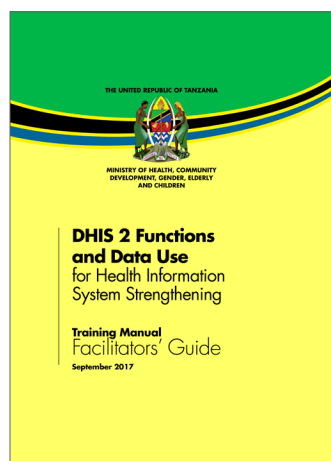 THE UNITED REPUBLIC OF TANZANIA
MINISTRY OF HEALTH, COMMUNITY
DEVELOPMENT, GENDER, ELDERLY
AND CHILDREN
DHIS 2 Functions
and Data Use
for Health Information
System Strengthening
Training Manual
Facilitators' Guide
September 2017